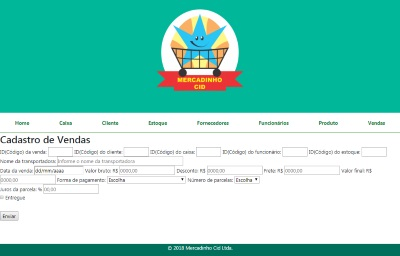 MERCADINHO
CID
Home Caixa Cliente Estoque Fornecedores Funcionários Produto Vendas
Cadastro de Vendas
ID(Código) da venda: ID(Código) do cliente: ID(Código) do caixa: ID(Código) do funcionário: ID(Código) do estoque:
Nome da transportadora: Informe o nome da transportadora
Data da venda: dd/mm/aaaa Valor bruto: R$ 0000,00 Desconto: R$ 0000,00 Frete: R$ 0000,00 Valor final: R$
0000,00 Forma de pagamento: Escolha Número de parcelas: Escolha
Juros da parcela: % 00,00
Entregue
Enviar
© 2019 Mercadinho Cid Ltda.